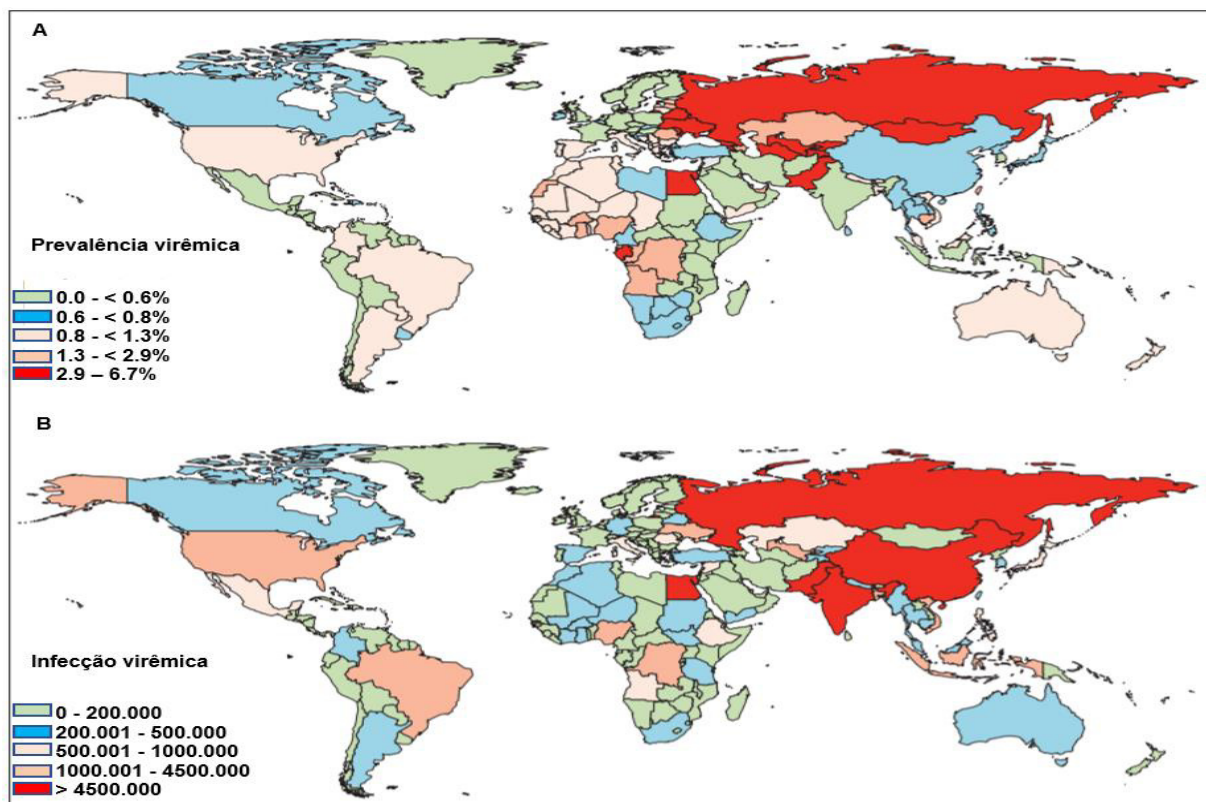 A
Prevalência virêmica
0.0 - < 0.6%
0.6 - < 0.8%
0.8 - < 1.3%
1.3 - < 2.9%
2.9 – 6.7%
B
Infecção virêmica
0 - 200.000
200.001 - 500.000
500.001 - 1000.000
1000.001 - 4500.000
> 4500.000